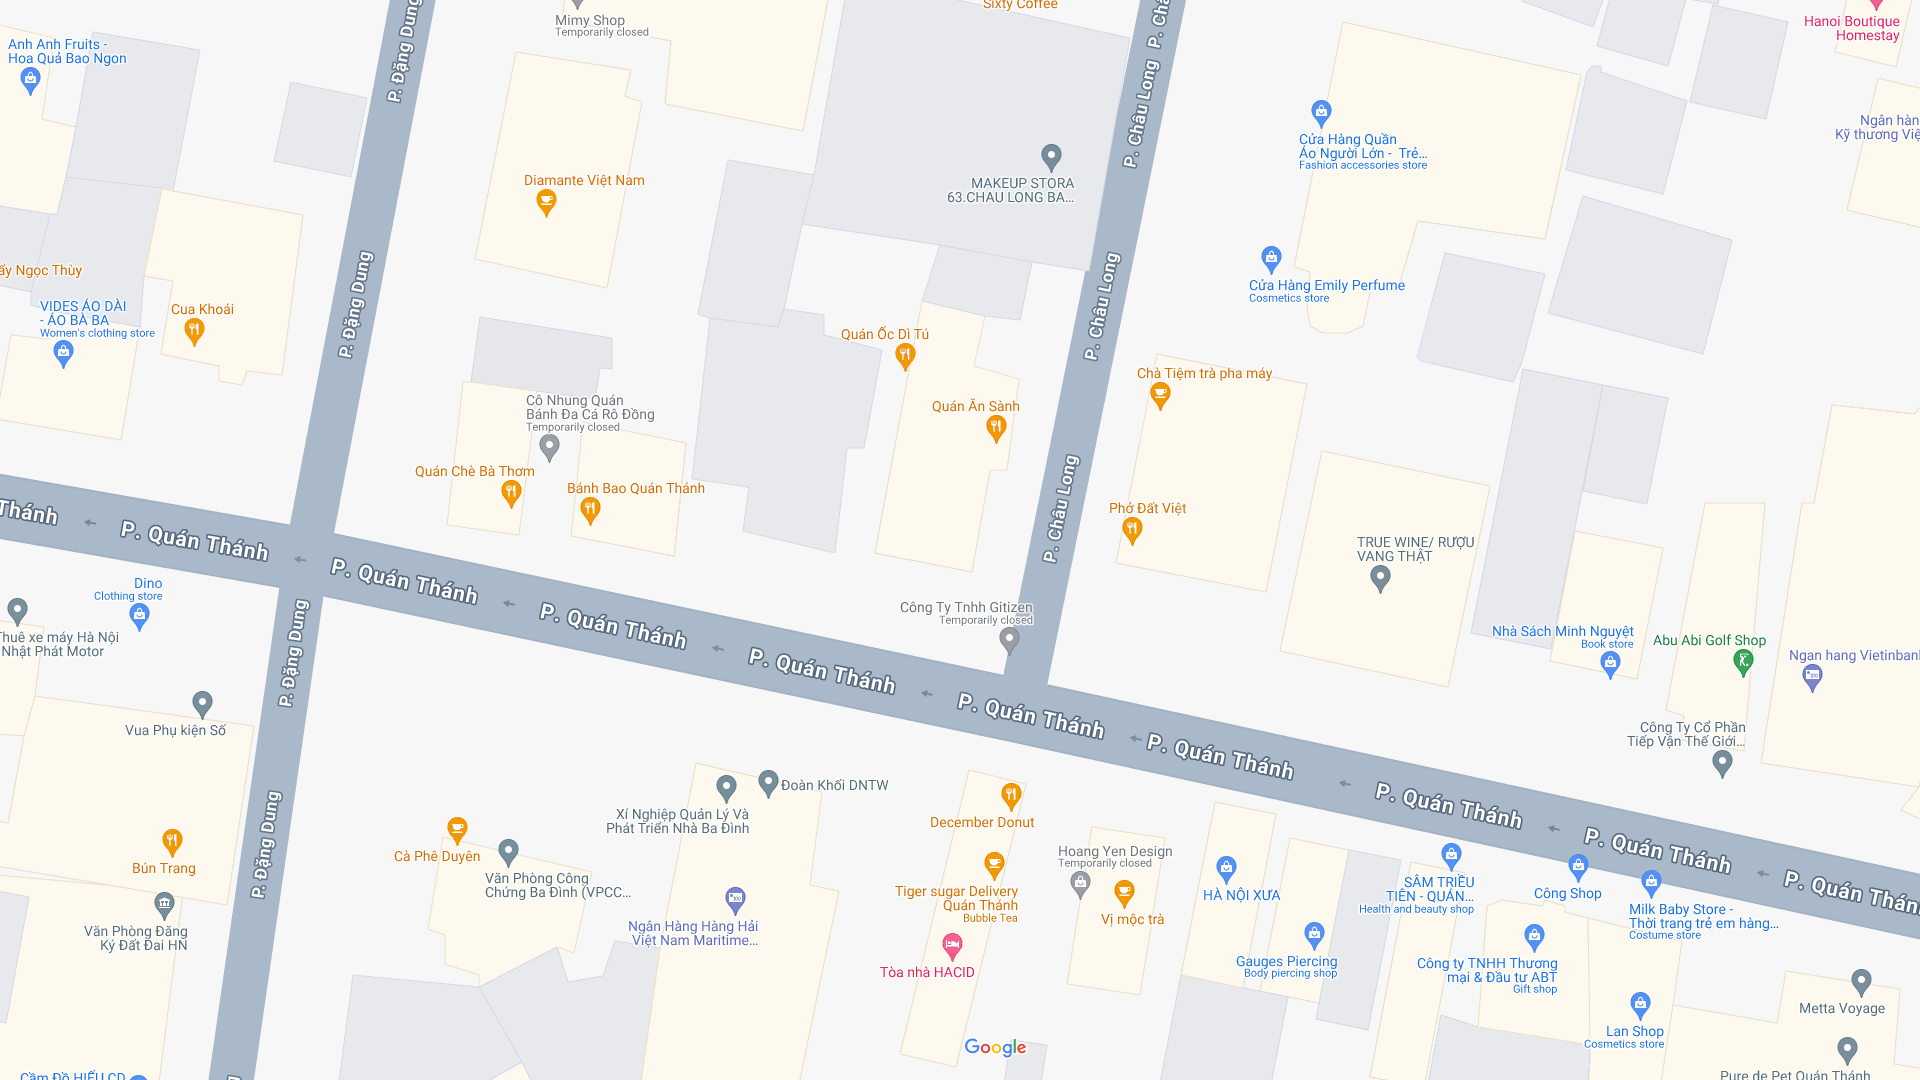 Sixty Coffee
Mimy Shop
Temporarily closed
Hanoi Boutique
Homestay
Anh Anh Fruits -
Hoa Quả Bao Ngon
P. Đặng Dung
P. Châu Long
P. Châ
Cửa Hàng Quần
Áo Người Lớn - Trẻ...
Fashion accessories store
Ngân hàn
Kỹ thương Việ
Diamante Việt Nam
MAKEUP STORA
63.CHAU LONG BA...
ẩy Ngọc Thùy
VIDES ÁO DÀI
- ÁO BÀ BA
Women's clothing store
Cua Khoái
P. Đặng Dung
P. Châu Long
Cửa Hàng Emily Perfume
Cosmetics store
Quán Ốc Dì Tú
Chà Tiệm trà pha máy
Cô Nhung Quán
Bánh Đa Cá Rô Đồng
Temporarily closed
Quán Ăn Sành
Quán Chè Bà Thơm
Bánh Bao Quán Thánh
P. Châu Long
Phở Đất Việt
Thánh
P. Quán Thánh
P. Quán Thánh
P. Quán Thánh
P. Quán Thánh
P. Quán Thánh
P. Quán Thánh
P. Quán Thánh
P. Quán Thánh
P. Quán Thán
TRUE WINE/ RƯỢU
VANG THẬT
Dino
Clothing store
Công Ty Tnhh Gitizen
Temporarily closed
Thuê xe máy Hà Nội
Nhật Phát Motor
P. Đặng Dung
Nhà Sách Minh Nguyệt
Book store
Abu Abi Golf Shop
Ngan hang Vietinbank
Vua Phụ kiện Số
Công Ty Cổ Phần
Tiếp Vận Thế Giới...
Đoàn Khối DNTW
Xí Nghiệp Quản Lý Và
Phát Triển Nhà Ba Đình
December Donut
P. Đặng Dung
Bún Trang
Cà Phê Duyên
Văn Phòng Công
Chứng Ba Đình (VPCC...
Hoang Yen Design
Temporarily closed
Tiger sugar Delivery
Quán Thánh
Bubble Tea
Vị mộc trà
HÀ NỘI XƯA
SÂM TRIỀU
TIÊN - QUÁN...
Health and beauty shop
Công Shop
Milk Baby Store -
Thời trang trẻ em hàng...
Costume store
Văn Phòng Đăng
Ký Đất Đai HN
Ngân Hàng Hàng Hải
Việt Nam Maritime...
Tòa nhà HACID
Gauges Piercing
Body piercing shop
Công ty TNHH Thương
mại & Đầu tư ABT
Gift shop
Metta Voyage
Lan Shop
Cosmetics store
Google
Cầm Đồ HIẾU CD
Pure de Pet Quán Thánh